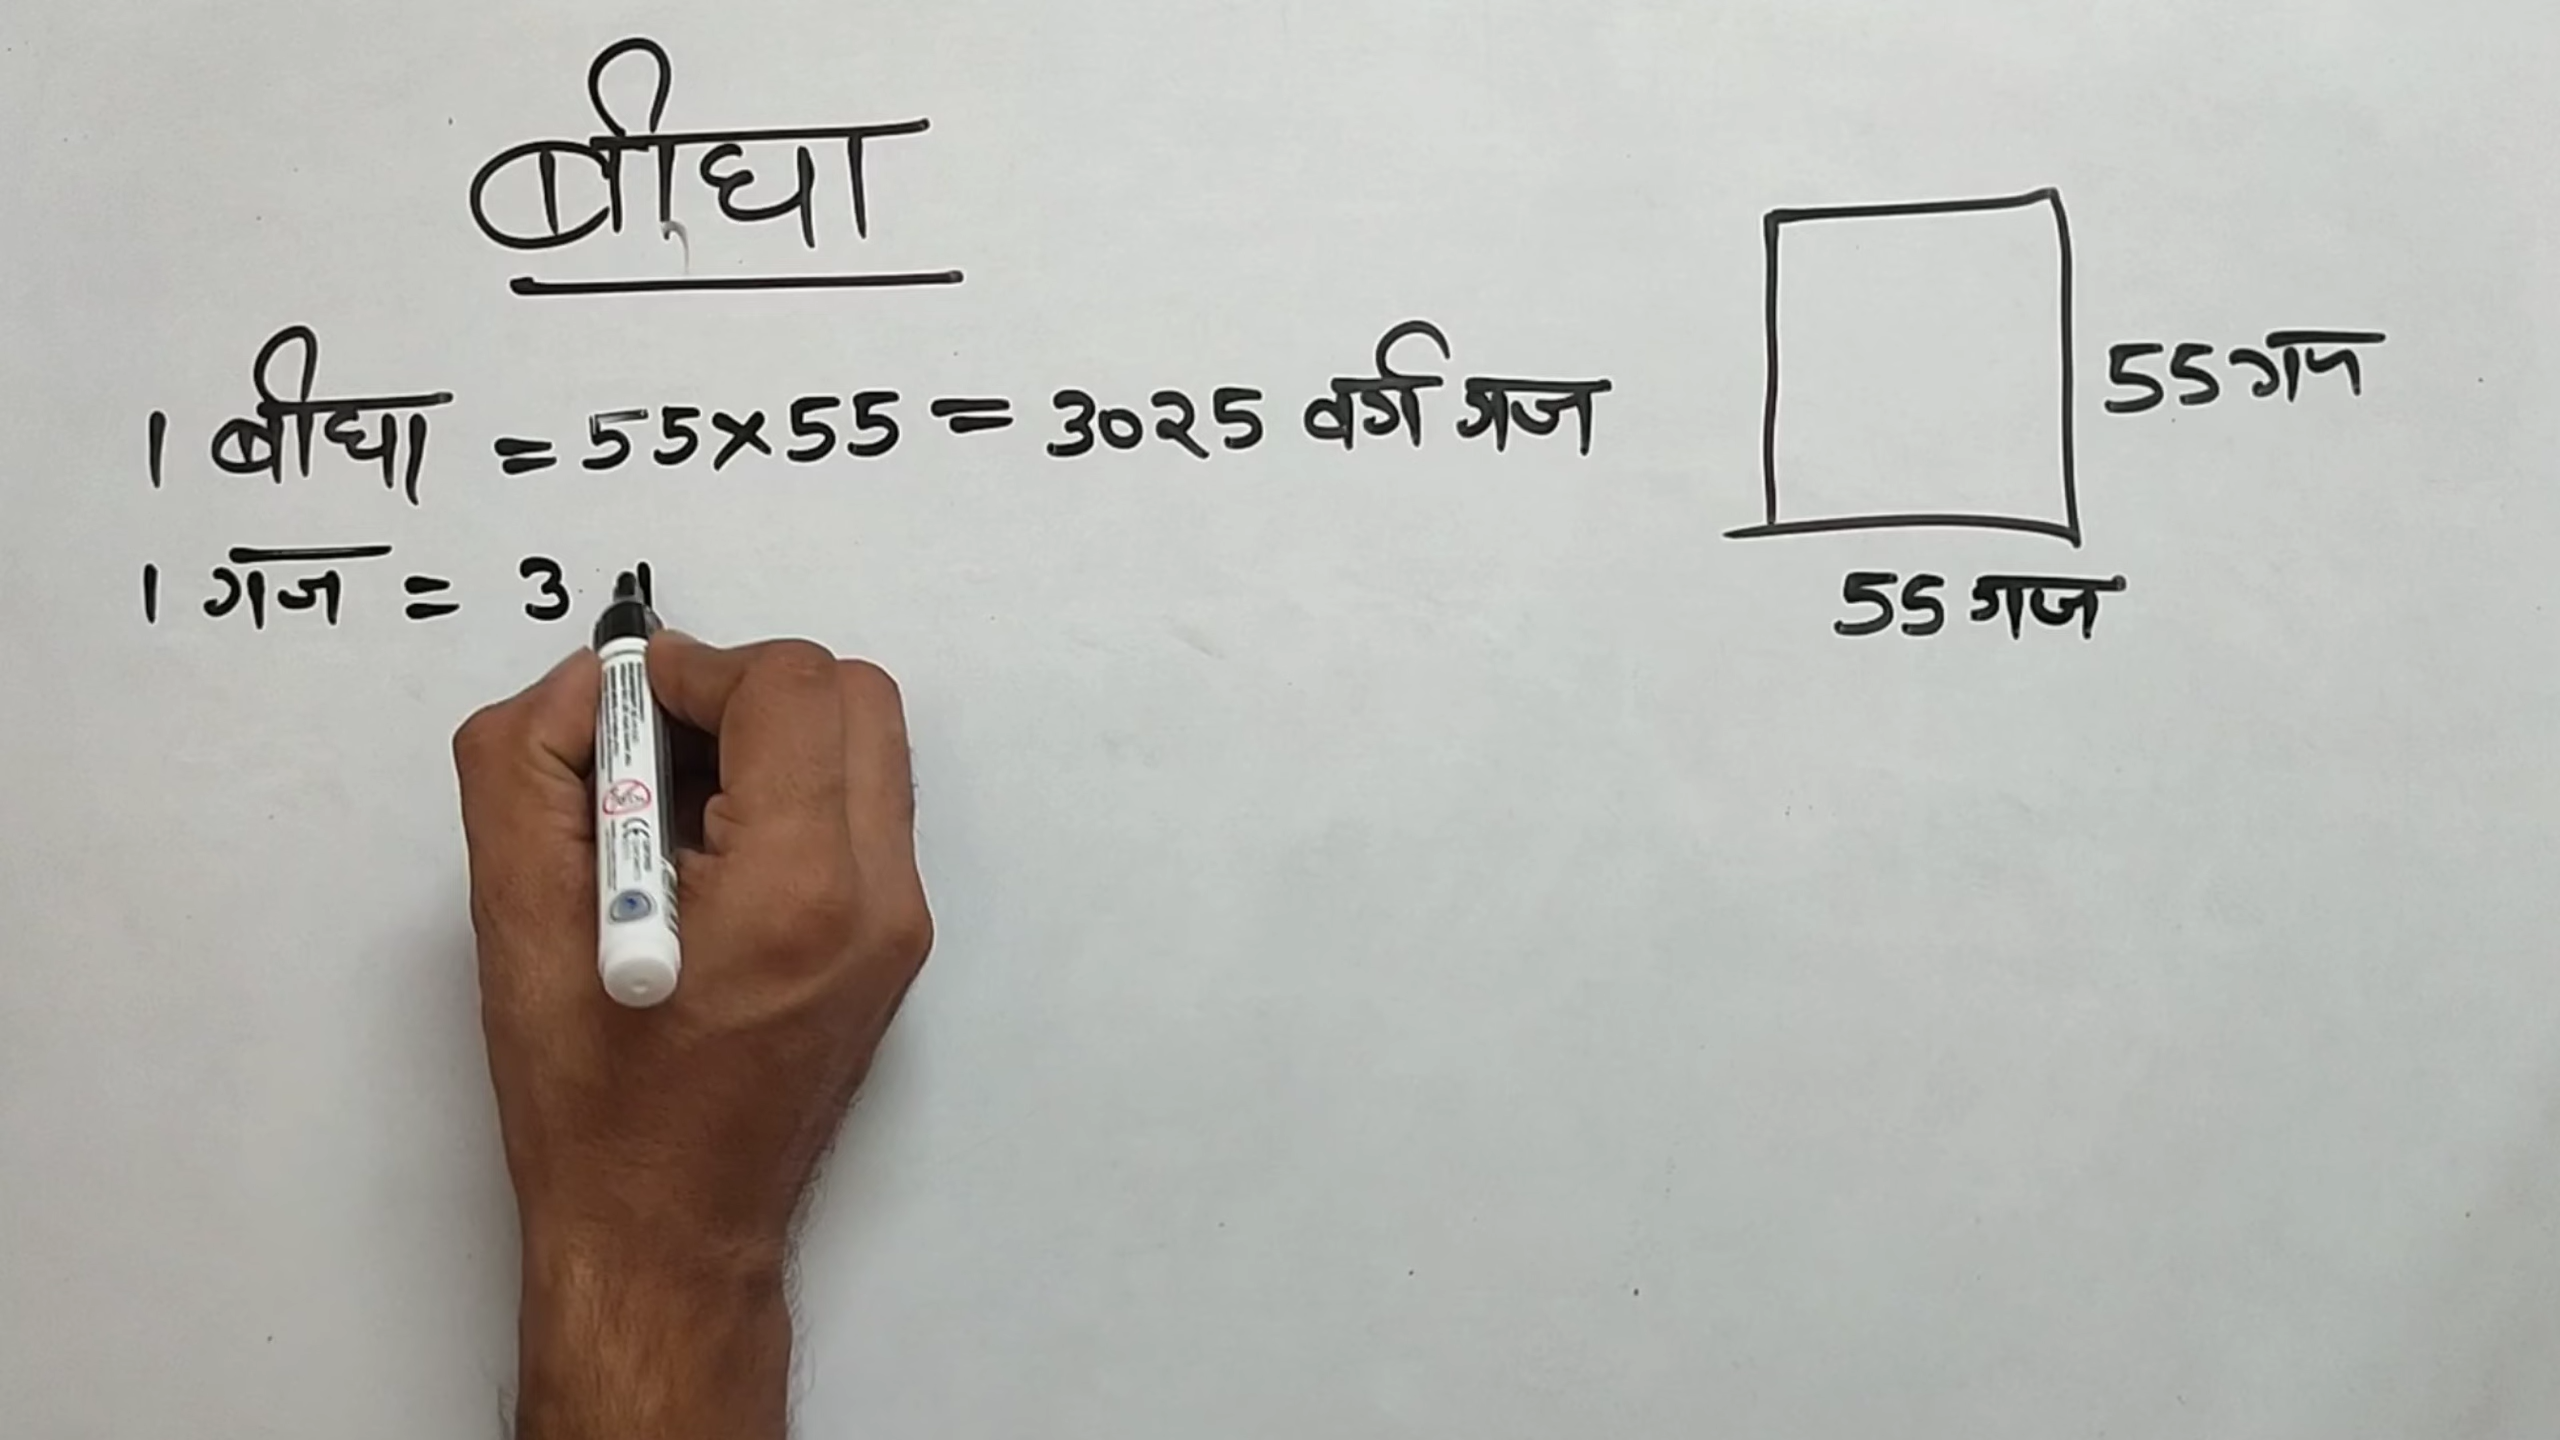 बीघा
1 बीघा = 55×55 = 3025 वर्ग गज
55 गज
1 गज = 3
55 गज